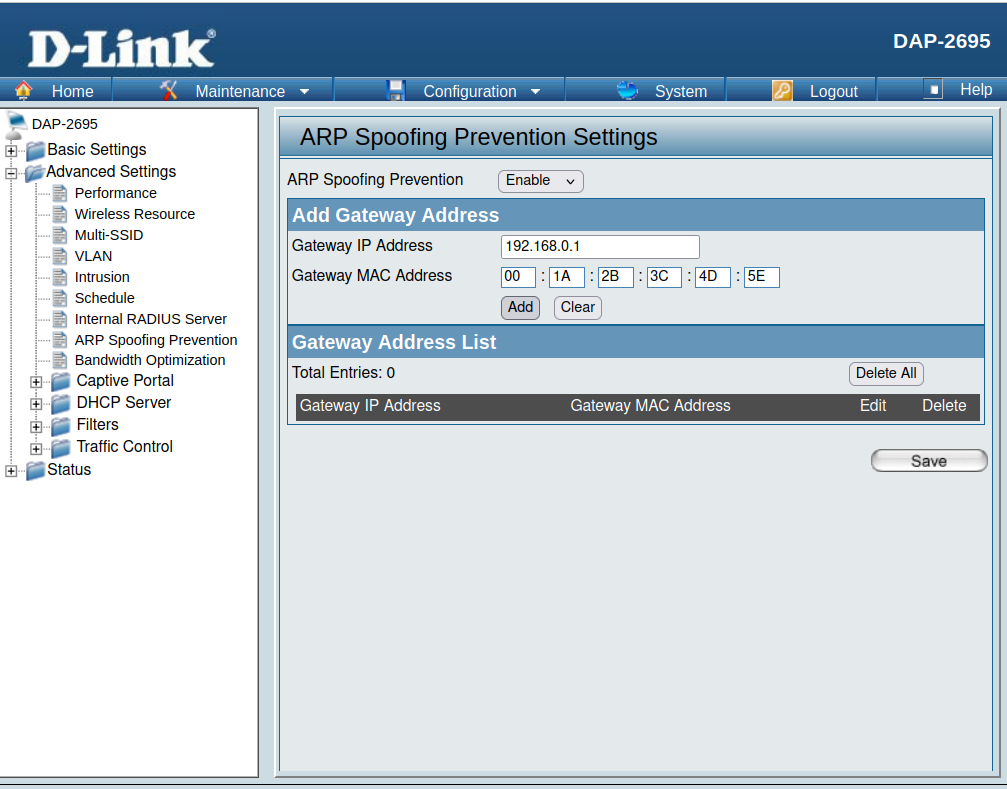 D-Link
DAP-2695
Home Maintenance Configuration System Logout Help
DAP-2695
Basic Settings
Advanced Settings
Performance
Wireless Resource
Multi-SSID
VLAN
Intrusion
Schedule
Internal RADIUS Server
ARP Spoofing Prevention
Bandwidth Optimization
Captive Portal
DHCP Server
Filters
Traffic Control
Status
ARP Spoofing Prevention Settings
ARP Spoofing Prevention Enable
Add Gateway Address
Gateway IP Address 192.168.0.1
Gateway MAC Address 00 : 1A : 2B : 3C : 4D : 5E
Add Clear
Gateway Address List
Total Entries: 0 Delete All
Gateway IP Address Gateway MAC Address Edit Delete
Save